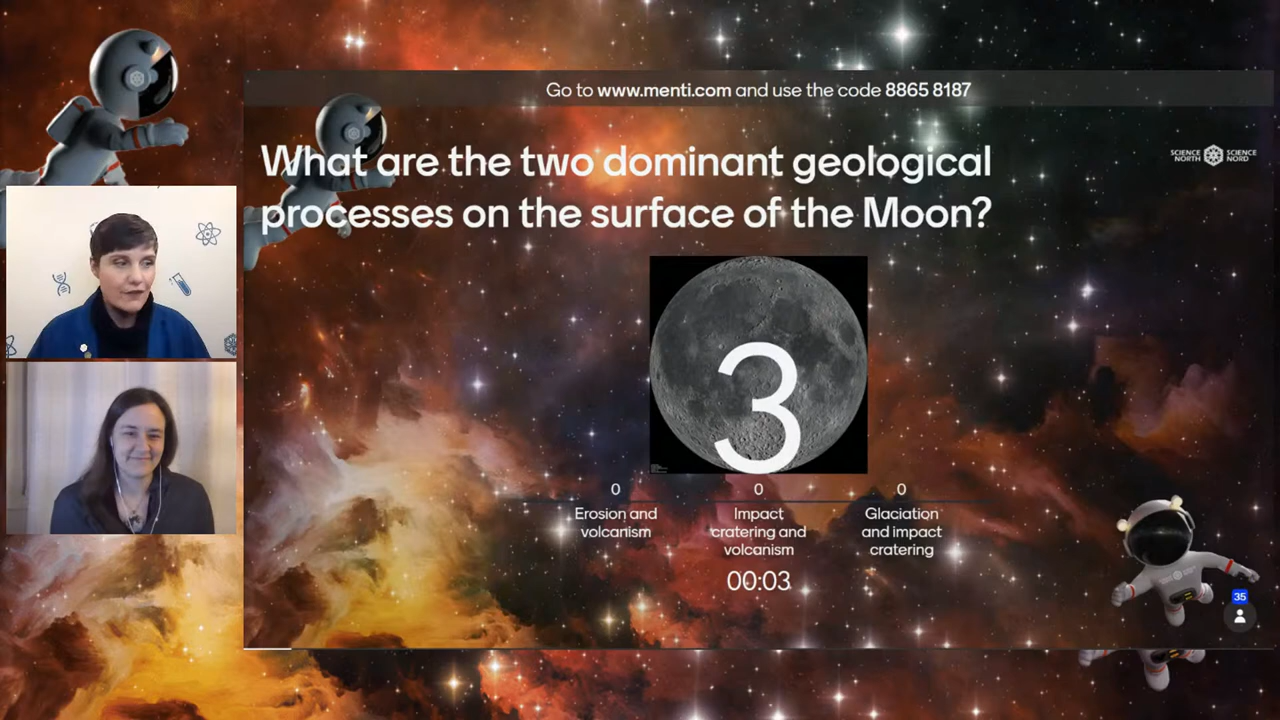 Go to www.menti.com and use the code 8865 8187
What are the two dominant geological
processes on the surface of the Moon?
SCIENCE NORTH SCIENCE NORD
3
0
0
0
Erosion and
volcanism
Impact
cratering and
volcanism
Glaciation
and impact
cratering
00:03
35